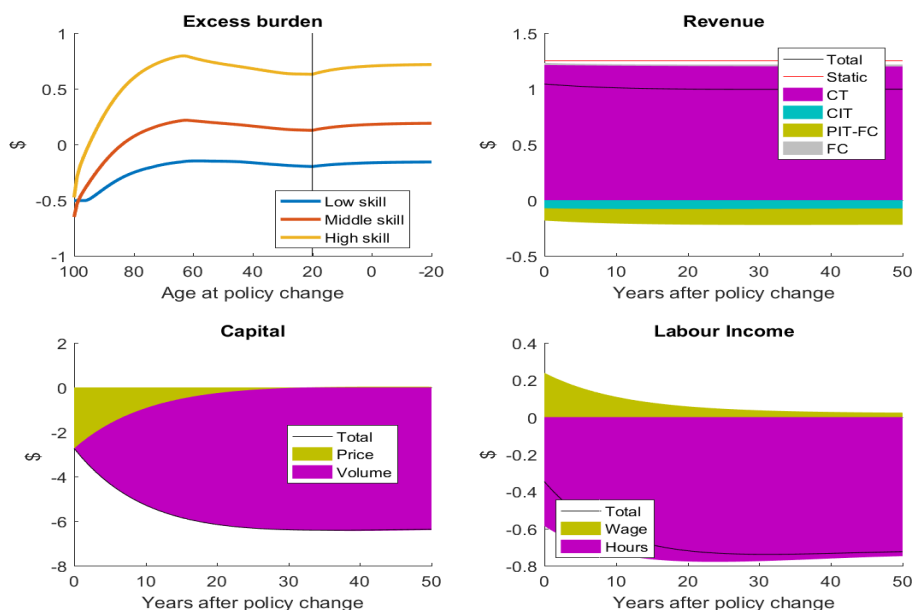 Excess burden
1
0.5
0
-0.5
-1
$
100 80 60 40 20 0 -20
Age at policy change
Low skill
Middle skill
High skill
Revenue
1.5
1
0.5
0
-0.5
$
0 10 20 30 40 50
Years after policy change
Total
Static
CT
CIT
PIT-FC
FC
Capital
2
0
-2
-4
-6
-8
$
0 10 20 30 40 50
Years after policy change
Total
Price
Volume
Labour Income
0.4
0.2
0
-0.2
-0.4
-0.6
-0.8
$
0 10 20 30 40 50
Years after policy change
Total
Wage
Hours